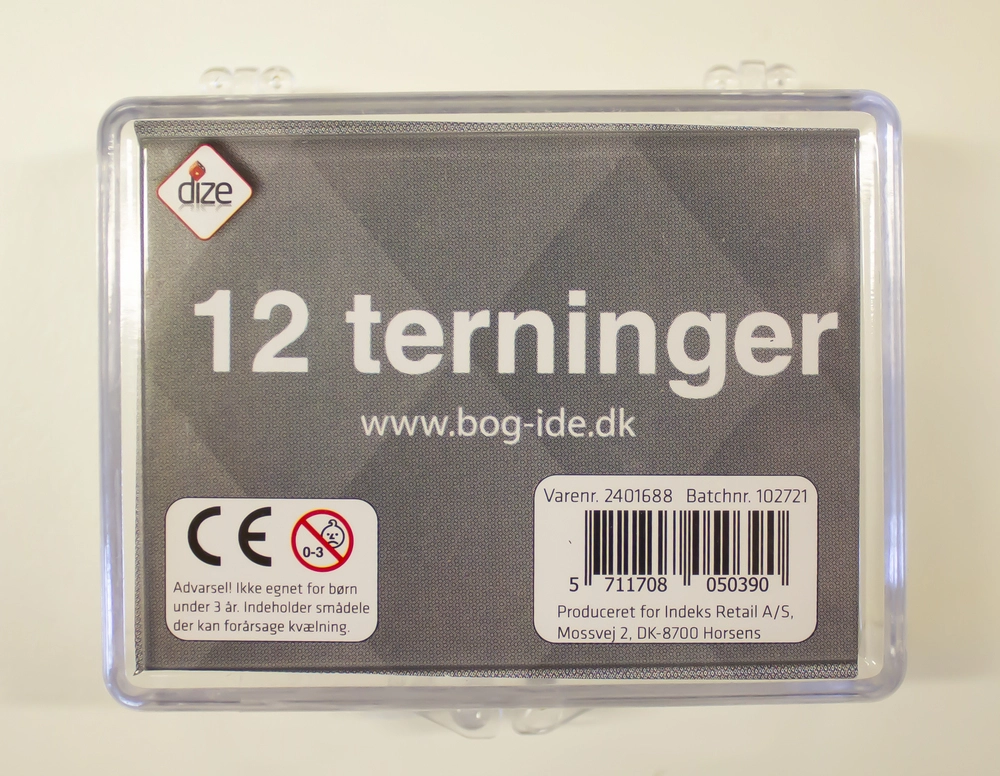 dize
12 terninger
www.bog-ide.dk
CE
0-3
Advarsel! Ikke egnet for børn
under 3 år. Indeholder smådele
der kan forårsage kvælning.
Varenr. 2401688 Batchnr. 102721
5 711708 050390
Produceret for Indeks Retail A/S,
Mossvej 2, DK-8700 Horsens